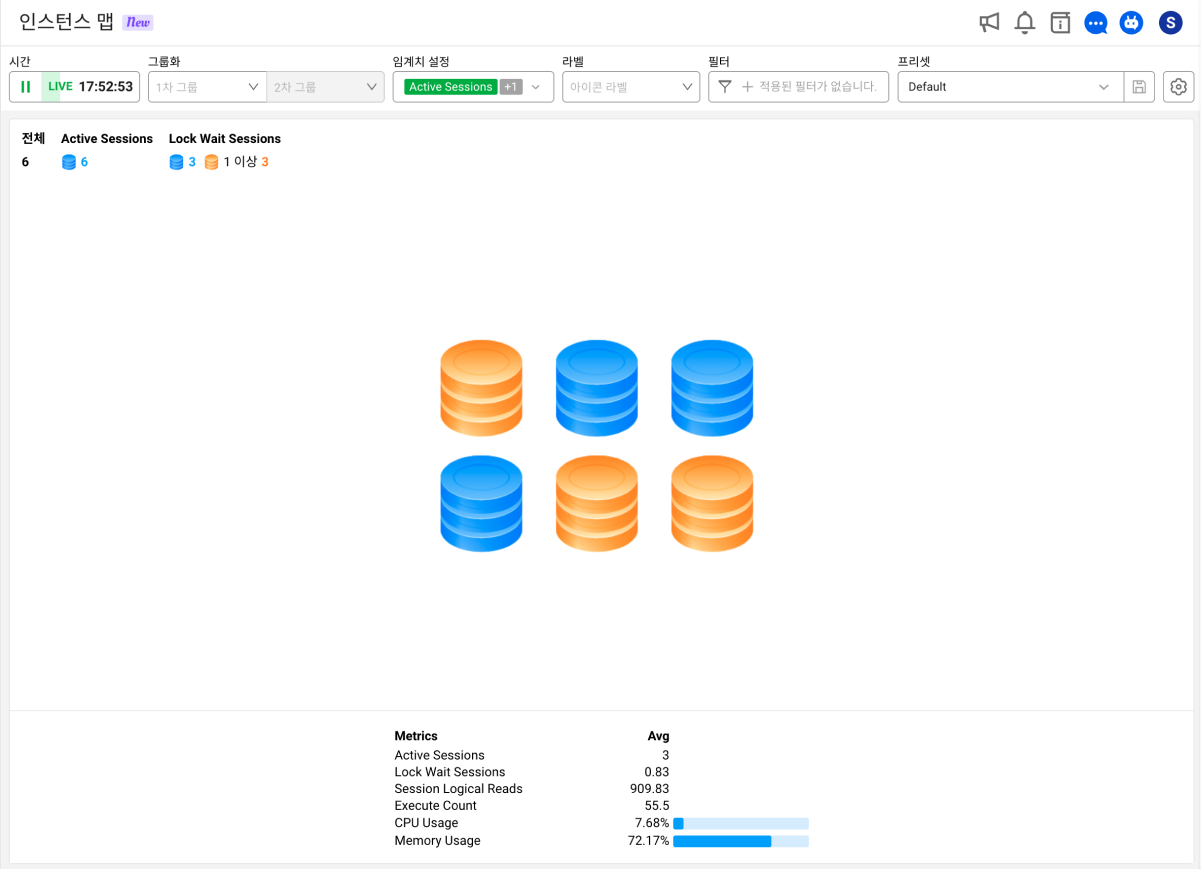 인스턴스 맵 New
S
시간 그룹화 임계치 설정 라벨 필터 프리셋
LIVE 17:52:53 1차 그룹 2차 그룹 Active Sessions +1 아이콘 라벨 적용된 필터가 없습니다. Default
전체 Active Sessions Lock Wait Sessions
6 6 3 1 이상 3
Metrics Avg
Active Sessions 3
Lock Wait Sessions 0.83
Session Logical Reads 909.83
Execute Count 55.5
CPU Usage 7.68%
Memory Usage 72.17%